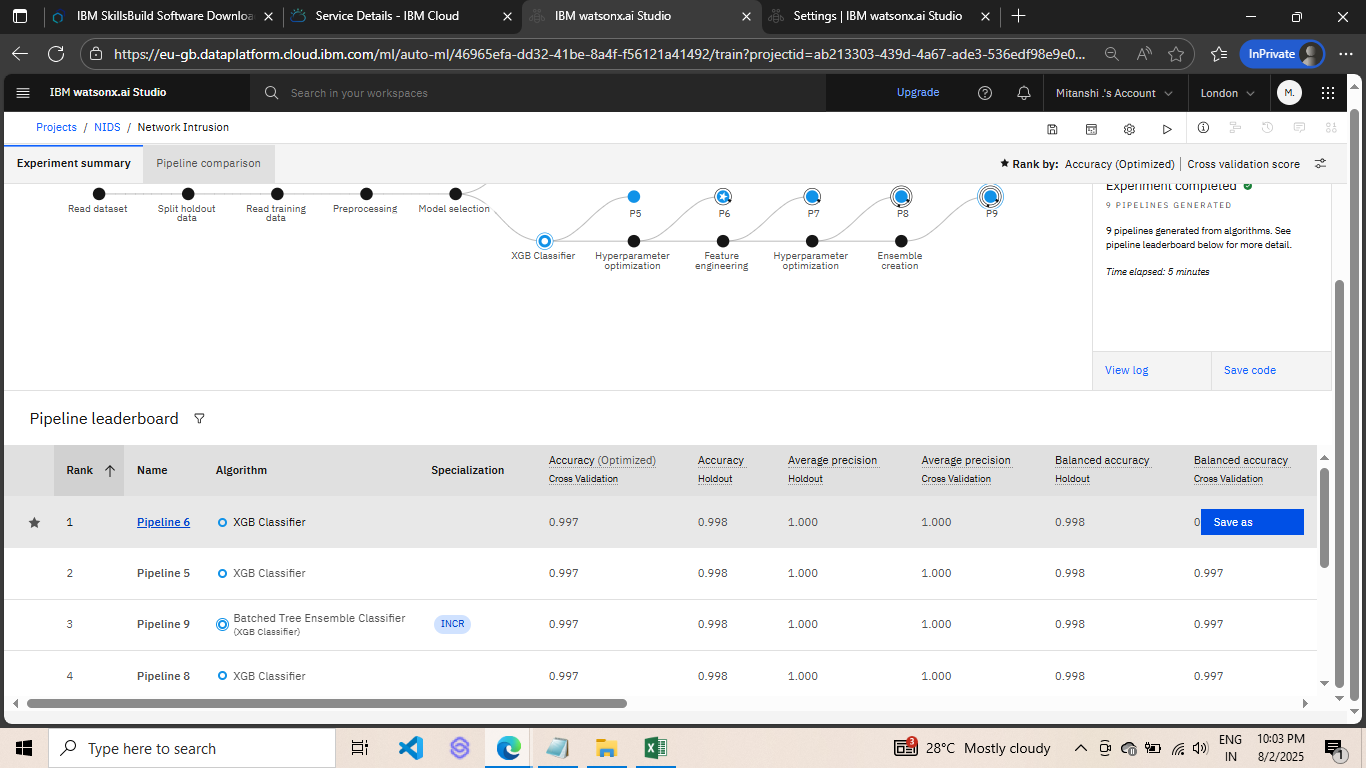 IBM SkillsBuild Software Downloa
Service Details - IBM Cloud
IBM watsonx.ai Studio
Settings | IBM watsonx.ai Studio
https://eu-gb.dataplatform.cloud.ibm.com/ml/auto-ml/46965efa-dd32-41be-8a4f-f56121a41492/train?projectid=ab213303-439d-4a67-ade3-536edf98e9e0...
InPrivate
IBM watsonx.ai Studio
Search in your workspaces
Upgrade
Mitanshi .'s Account
London
M.
Projects / NIDS / Network Intrusion
Experiment summary
Pipeline comparison
Rank by: Accuracy (Optimized) | Cross validation score
Read dataset
Split holdout
data
Read training
data
Preprocessing
Model selection
P5
P6
P7
P8
P9
XGB Classifier
Hyperparameter
optimization
Feature
engineering
Hyperparameter
optimization
Ensemble
creation
Experiment completed
9 PIPELINES GENERATED
9 pipelines generated from algorithms. See
pipeline leaderboard below for more detail.
Time elapsed: 5 minutes
View log
Save code
Pipeline leaderboard
Rank
Name
Algorithm
Specialization
Accuracy (Optimized)
Cross Validation
Accuracy
Holdout
Average precision
Holdout
Average precision
Cross Validation
Balanced accuracy
Holdout
Balanced accuracy
Cross Validation
1 Pipeline 6 XGB Classifier 0.997 0.998 1.000 1.000 0.998 0 Save as
2 Pipeline 5 XGB Classifier 0.997 0.998 1.000 1.000 0.998 0.997
3 Pipeline 9 Batched Tree Ensemble Classifier
(XGB Classifier)
INCR 0.997 0.998 1.000 1.000 0.998 0.997
4 Pipeline 8 XGB Classifier 0.997 0.998 1.000 1.000 0.998 0.997
Type here to search
3
28°C Mostly cloudy
ENG
IN
10:03 PM
8/2/2025
1